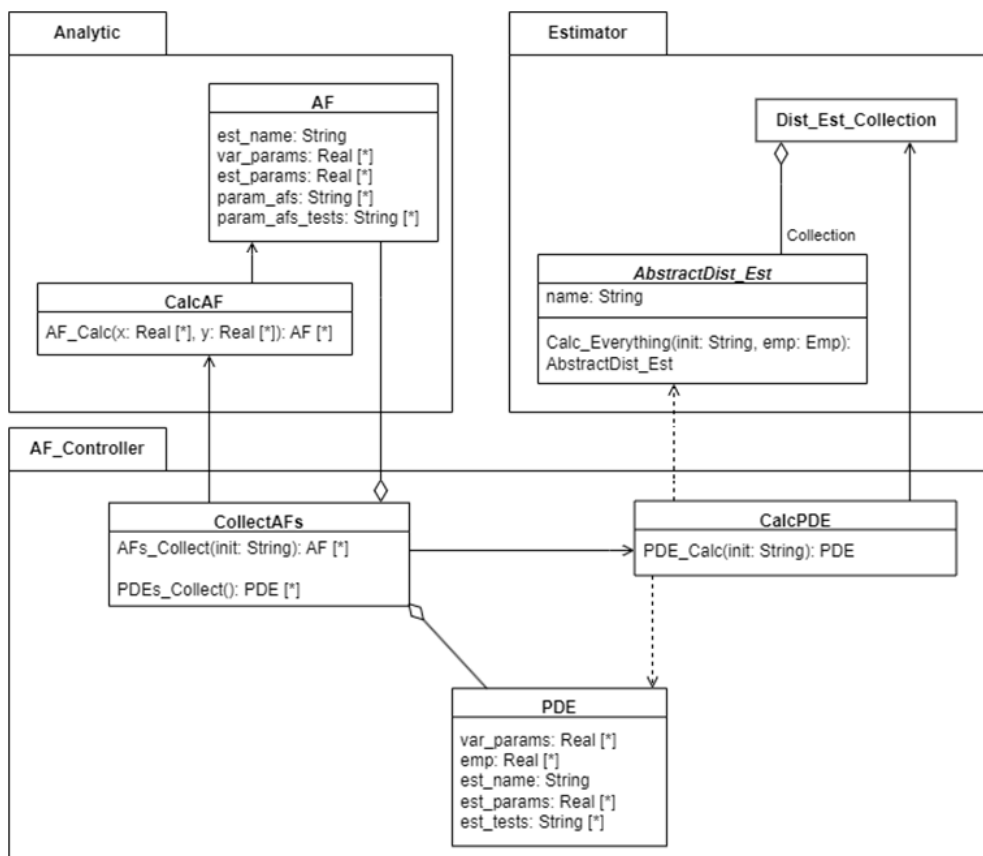 Analytic
Estimator
AF
est_name: String
var_params: Real [*]
est_params: Real [*]
param_afs: String [*]
param_afs_tests: String [*]
Dist_Est_Collection
Collection
AbstractDist_Est
name: String
Calc_Everything(init: String, emp: Emp):
AbstractDist_Est
CalcAF
AF_Calc(x: Real [*], y: Real [*]): AF [*]
AF_Controller
CollectAFs
AFs_Collect(init: String): AF [*]
PDEs_Collect(): PDE [*]
CalcPDE
PDE_Calc(init: String): PDE
PDE
var_params: Real [*]
emp: Real [*]
est_name: String
est_params: Real [*]
est_tests: String [*]